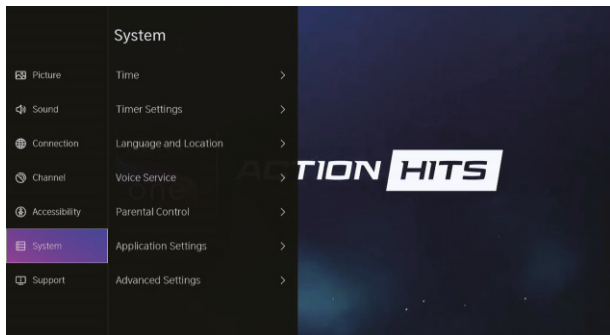 System
Picture
Sound
Connection
Channel
Accessibility
System
Support
Time
Timer Settings
Language and Location
Voice Service
Parental Control
Application Settings
Advanced Settings
one
ACTION HITS